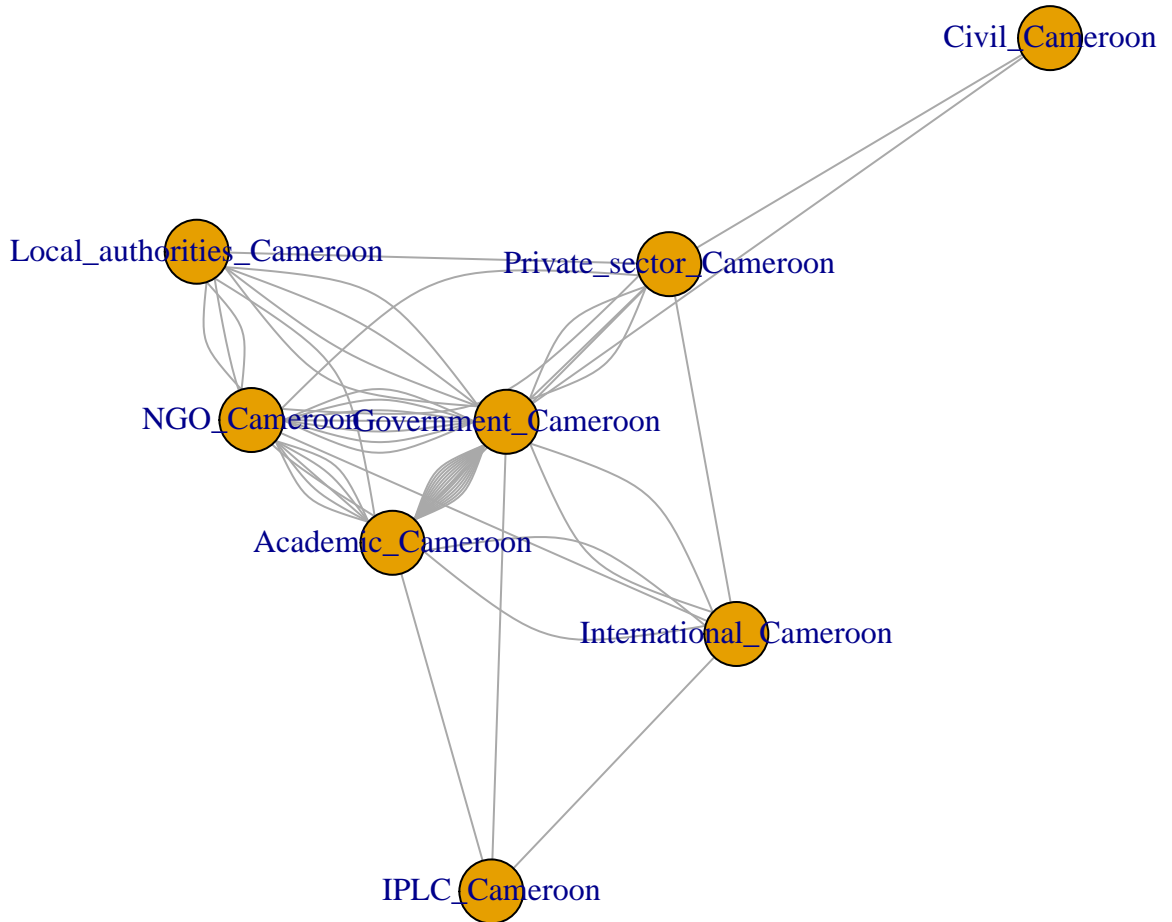 Civil_Cameroon
Local_authorities_Cameroon
Private_sector_Cameroon
NGO_Cameroon
Government_Cameroon
Academic_Cameroon
International_Cameroon
IPLC_Cameroon